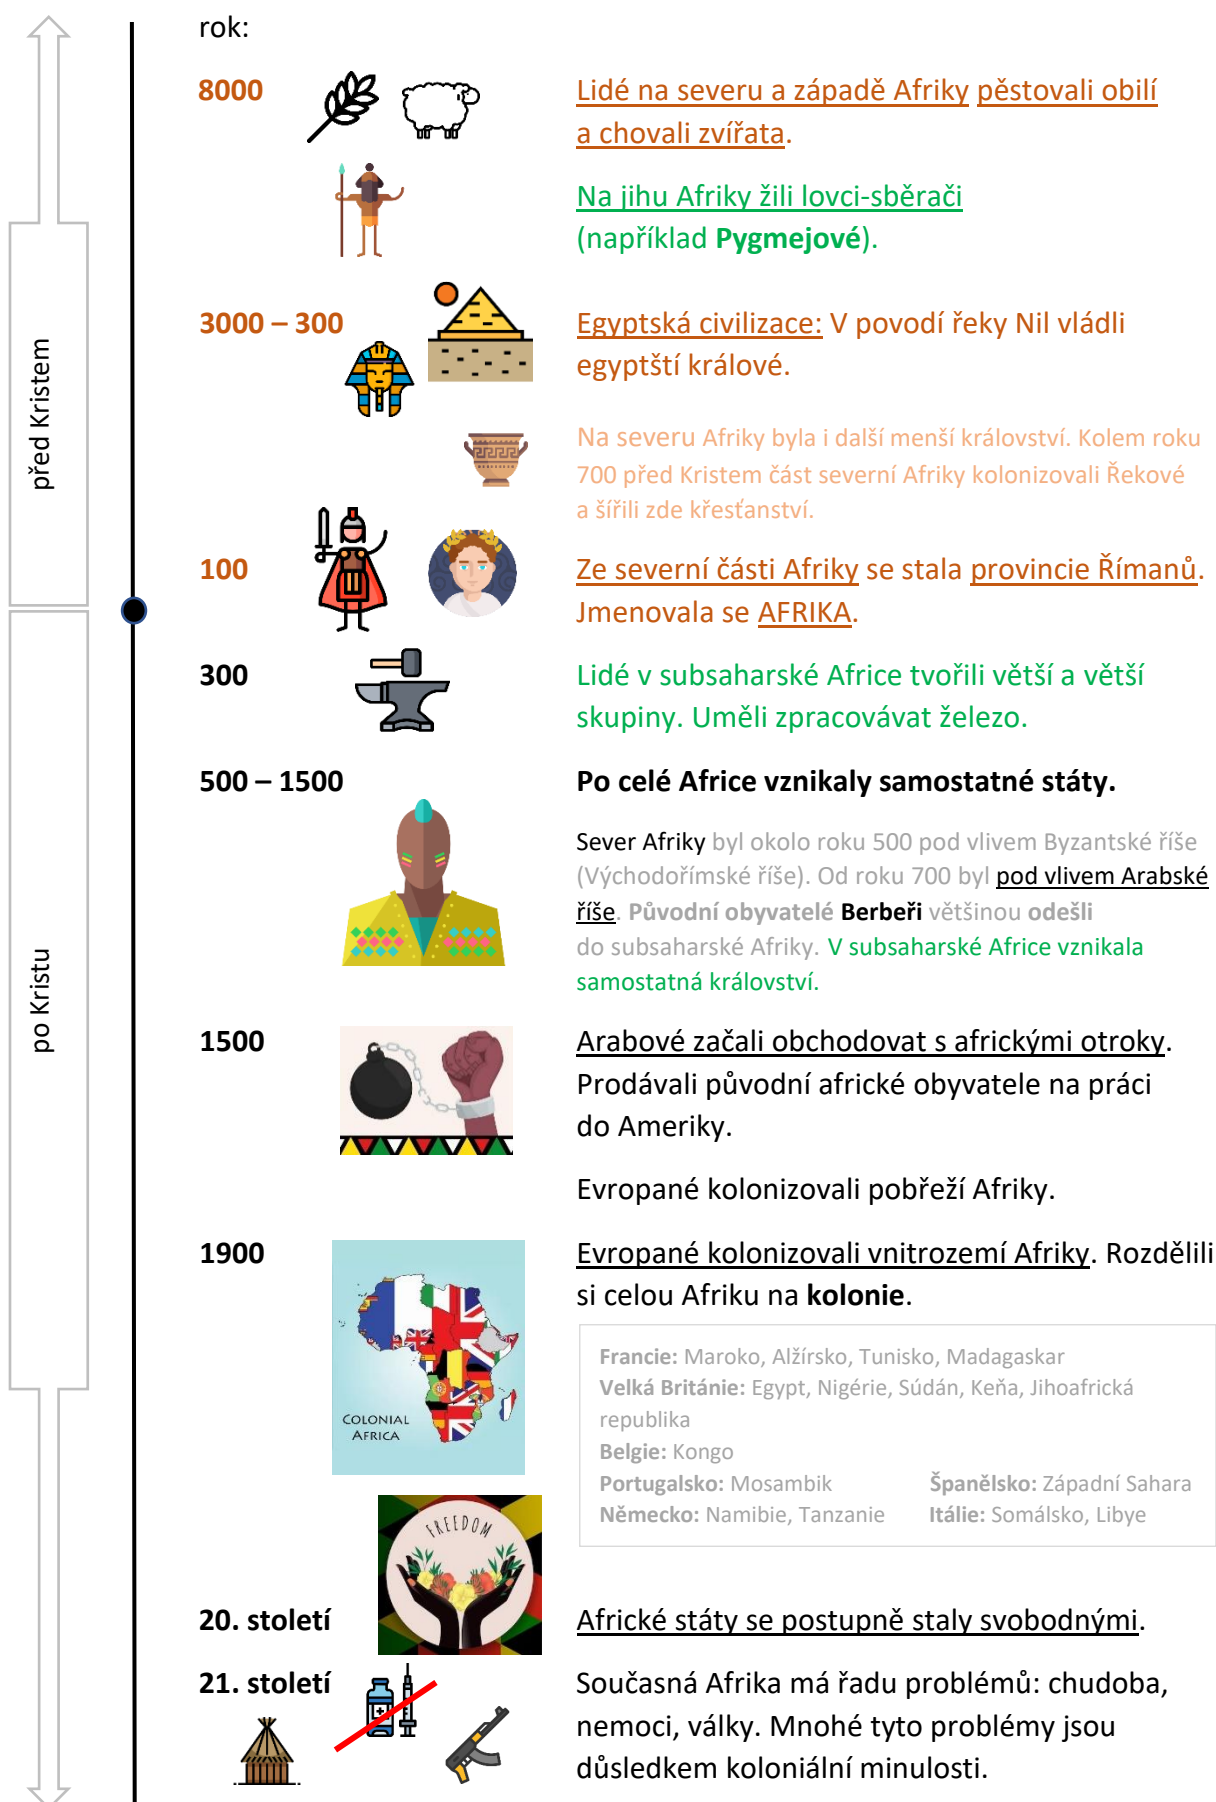 rok:
8000
Lidé na severu a západě Afriky pěstovali obilí
a chovali zvířata.
Na jihu Afriky žili lovci-sběrači
(například Pygmejové).
3000 – 300
Egyptská civilizace: V povodí řeky Nil vládli
egyptští králové.
Na severu Afriky byla i další menší království. Kolem roku
700 před Kristem část severní Afriky kolonizovali Řekové
a šířili zde křesťanství.
před Kristem
100
Ze severní části Afriky se stala provincie Římanů.
Jmenovala se AFRIKA.
300
Lidé v subsaharské Africe tvořili větší a větší
skupiny. Uměli zpracovávat železo.
500 – 1500
Po celé Africe vznikaly samostatné státy.
Sever Afriky byl okolo roku 500 pod vlivem Byzantské říše
(Východořímské říše). Od roku 700 byl pod vlivem Arabské
říše. Původní obyvatelé Berbeři většinou odešli
do subsaharské Afriky. V subsaharské Africe vznikala
samostatná království.
po Kristu
1500
Arabové začali obchodovat s africkými otroky.
Prodávali původní africké obyvatele na práci
do Ameriky.
Evropané kolonizovali pobřeží Afriky.
1900
Evropané kolonizovali vnitrozemí Afriky. Rozdělili
si celou Afriku na kolonie.
COLONIAL
AFRICA
Francie: Maroko, Alžírsko, Tunisko, Madagaskar
Velká Británie: Egypt, Nigérie, Súdán, Keňa, Jihoafrická
republika
Belgie: Kongo
Portugalsko: Mosambik Španělsko: Západní Sahara
Německo: Namibie, Tanzanie Itálie: Somálsko, Libye
FREEDOM
20. století
Africké státy se postupně staly svobodnými.
21. století
Současná Afrika má řadu problémů: chudoba,
nemoci, války. Mnohé tyto problémy jsou
důsledkem koloniální minulosti.